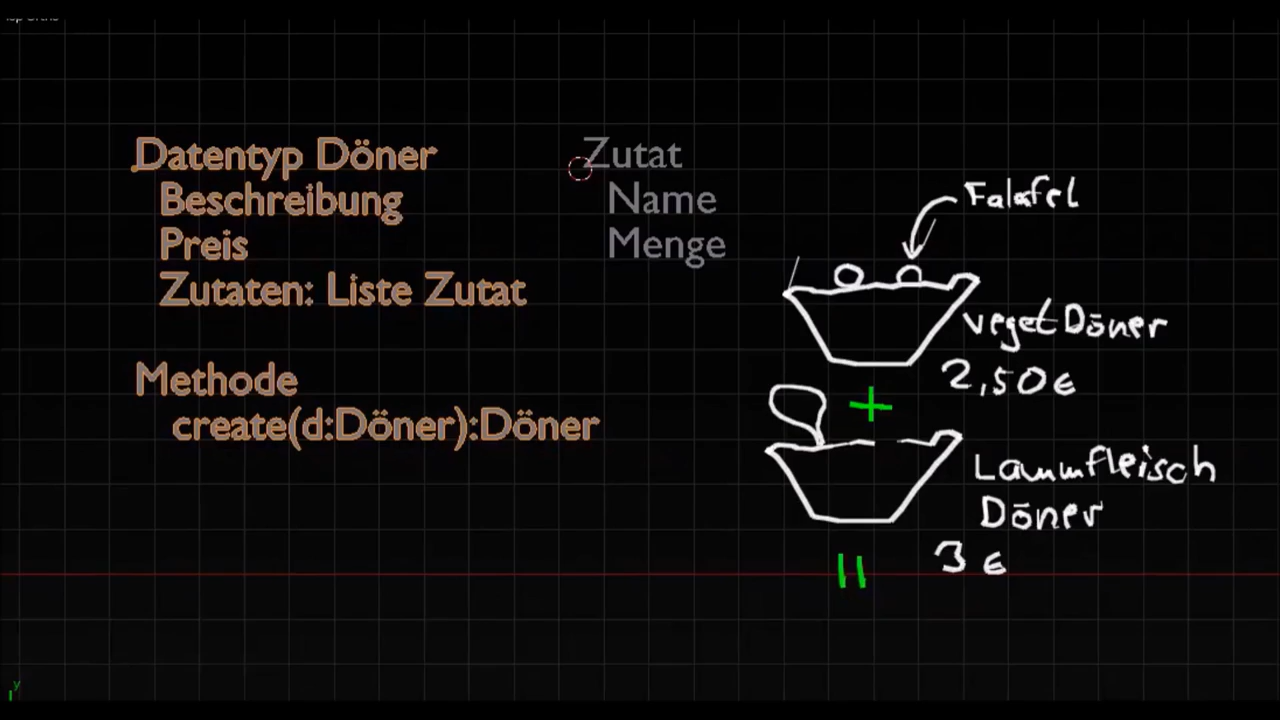 Datentyp Döner
Beschreibung
Preis
Zutaten: Liste Zutat
Methode
create(d:Döner):Döner
Zutat
Name
Menge
Falafel
veget Döner
2,50€
+
Lammfleisch
Döner
3 €
=
y